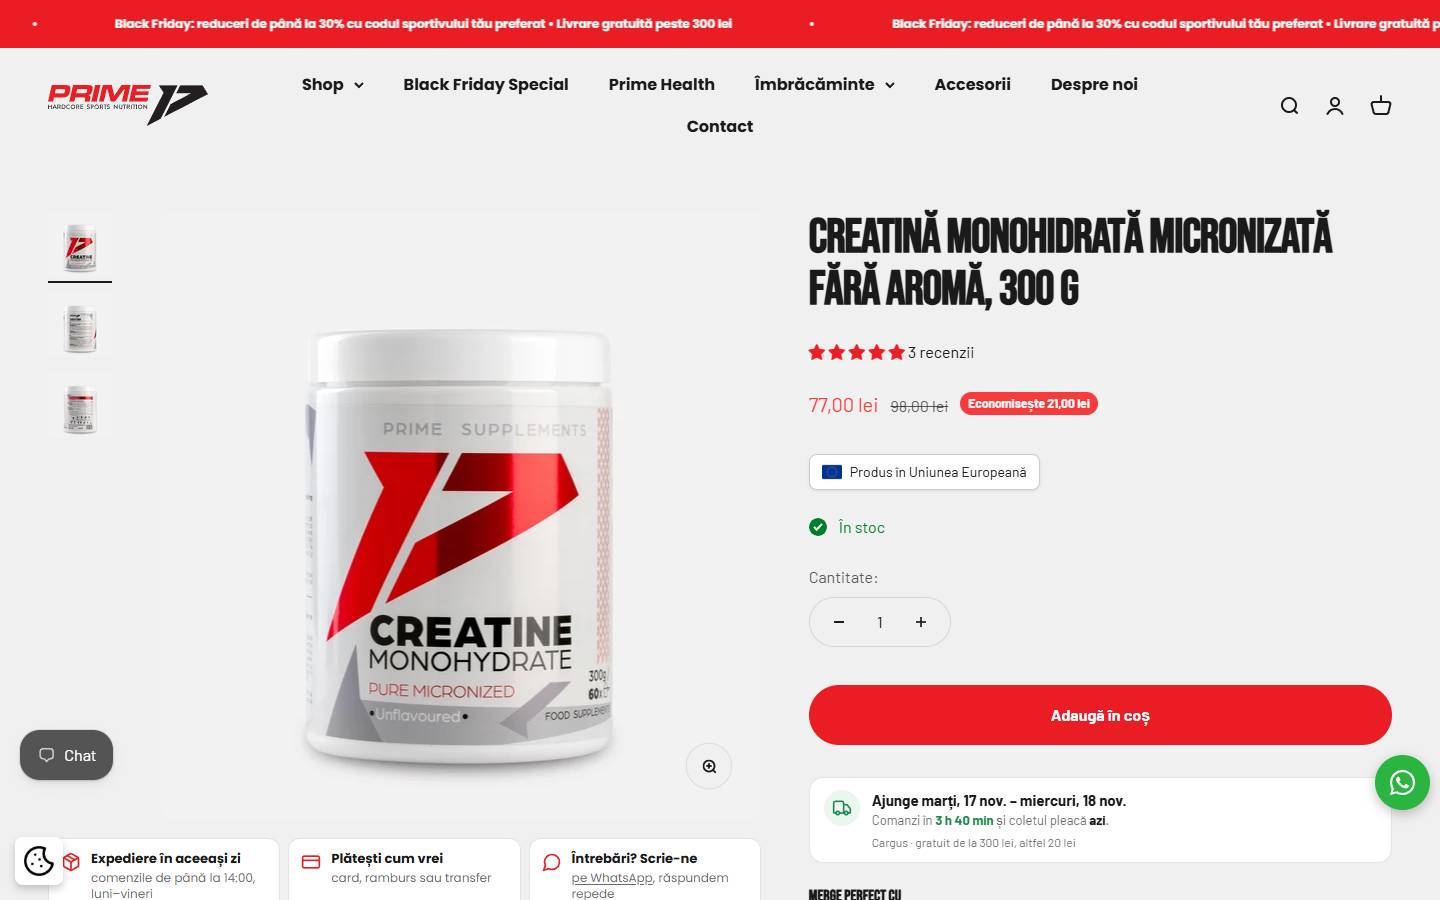 Black Friday: reduceri de până la 30% cu codul sportivului tău preferat • Livrare gratuită peste 300 lei • Black Friday: reduceri de până la 30% cu codul sportivului tău preferat • Livrare gratuită
PRIME
HARDCORE SPORTS NUTRITION
Shop
Black Friday Special
Prime Health
Îmbrăcăminte
Accesorii
Despre noi
Contact
CREATINĂ MONOHIDRATĂ MICRONIZATĂ
FĂRĂ AROMĂ, 300 G
3 recenzii
77,00 lei 98,00 lei Economisește 21,00 lei
Produs în Uniunea Europeană
În stoc
Cantitate:
1
Adaugă în coș
Ajunge marți, 17 nov. – miercuri, 18 nov.
Comanzi în 3 h 40 min și coletul pleacă azi.
Cargus · gratuit de la 300 lei, altfel 20 lei
MERGE PERFECT CU
PRIME SUPPLEMENTS
CREATINE
MONOHYDRATE
PURE MICRONIZED
•Unflavoured•
300g
60x
FOOD SUPPLEMENT
Chat
Expediere în aceeași zi
comenzile de până la 14:00,
luni–vineri
Plătești cum vrei
card, ramburs sau transfer
Întrebări? Scrie-ne
pe WhatsApp, răspundem
repede